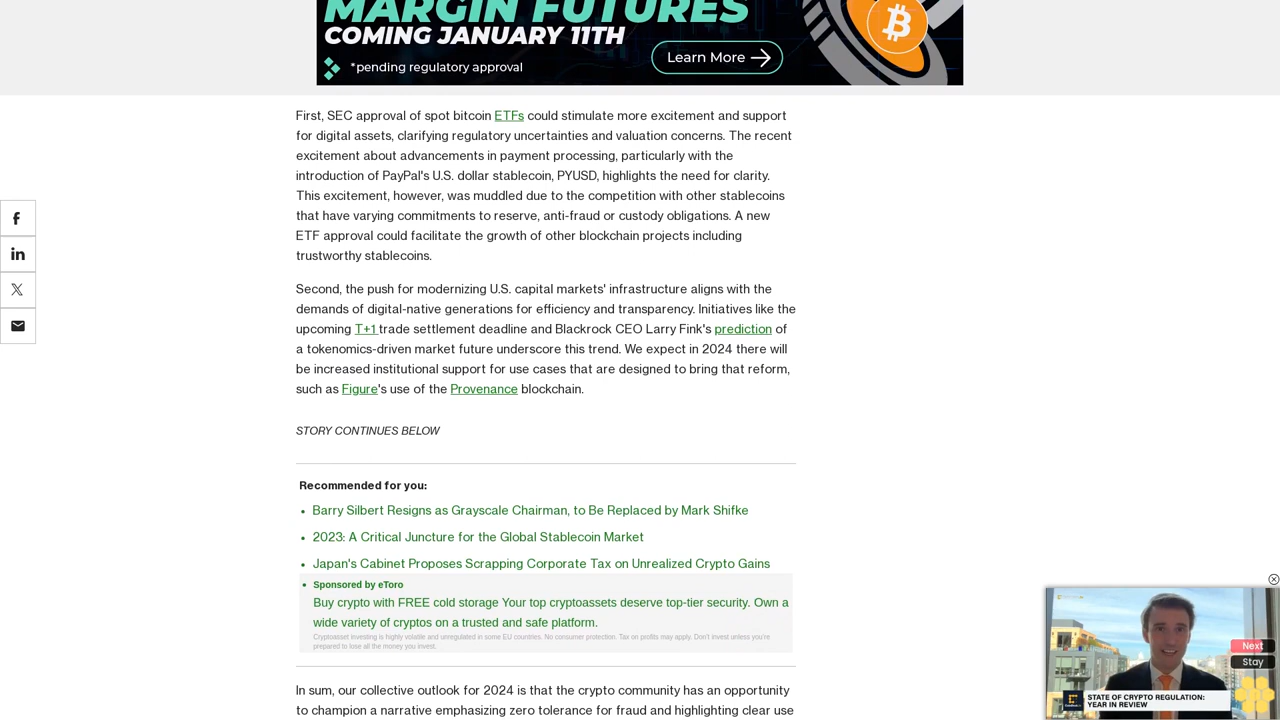 MARGIN FUTURES
COMING JANUARY 11TH
Learn More
*pending regulatory approval
First, SEC approval of spot bitcoin ETFs could stimulate more excitement and support
for digital assets, clarifying regulatory uncertainties and valuation concerns. The recent
excitement about advancements in payment processing, particularly with the
introduction of PayPal's U.S. dollar stablecoin, PYUSD, highlights the need for clarity.
This excitement, however, was muddled due to the competition with other stablecoins
that have varying commitments to reserve, anti-fraud or custody obligations. A new
ETF approval could facilitate the growth of other blockchain projects including
trustworthy stablecoins.
Second, the push for modernizing U.S. capital markets' infrastructure aligns with the
demands of digital-native generations for efficiency and transparency. Initiatives like the
upcoming T+1 trade settlement deadline and Blackrock CEO Larry Fink's prediction of
a tokenomics-driven market future underscore this trend. We expect in 2024 there will
be increased institutional support for use cases that are designed to bring that reform,
such as Figure's use of the Provenance blockchain.
STORY CONTINUES BELOW
Recommended for you:
Barry Silbert Resigns as Grayscale Chairman, to Be Replaced by Mark Shifke
2023: A Critical Juncture for the Global Stablecoin Market
Japan's Cabinet Proposes Scrapping Corporate Tax on Unrealized Crypto Gains
Sponsored by eToro
Buy crypto with FREE cold storage Your top cryptoassets deserve top-tier security. Own a
wide variety of cryptos on a trusted and safe platform.
Cryptoasset investing is highly volatile and unregulated in some EU countries. No consumer protection. Tax on profits may apply. Don't invest unless you're
prepared to lose all the money you invest.
Next
Stay
STATE OF CRYPTO REGULATION:
YEAR IN REVIEW
In sum, our collective outlook for 2024 is that the crypto community has an opportunity
to champion a narrative emphasizing zero tolerance for fraud and highlighting clear use